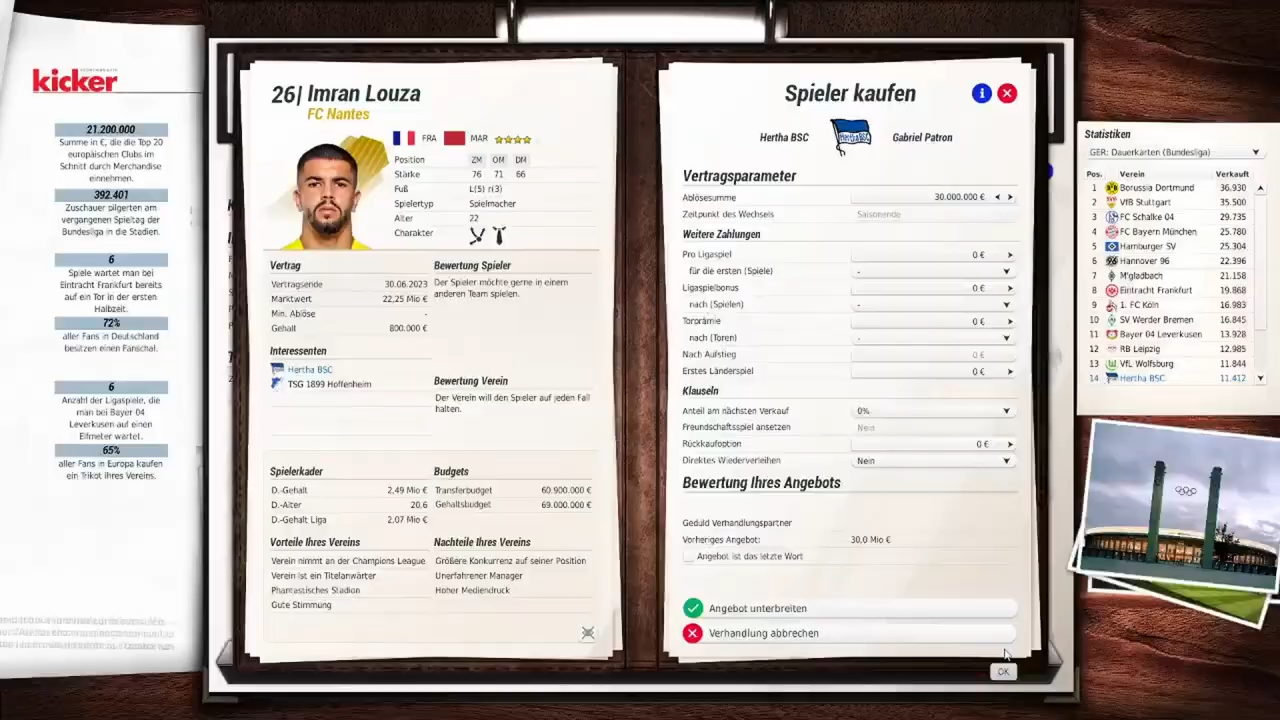 kicker
21.200.000
Summe in €, die die Top 20
europäischen Clubs im
Schnitt durch Merchandise
einnehmen.
392.401
Zuschauer pilgerten am
vergangenen Spieltag der
Bundesliga in die Stadien.
6
Spiele wartet man bei
Eintracht Frankfurt bereits
auf ein Tor in der ersten
Halbzeit.
72%
aller Fans in Deutschland
besitzen einen Fanschal.
6
Anzahl der Ligaspiele, die
man bei Bayer 04
Leverkusen auf einen
Elfmeter wartet.
65%
aller Fans in Europa kaufen
ein Trikot ihres Vereins.
26| Imran Louza
FC Nantes
FRA MAR
Position ZM OM DM
Stärke 76 71 66
Fuß L(5) r(3)
Spielertyp Spielmacher
Alter 22
Charakter
Vertrag
Vertragsende 30.06.2023
Marktwert 22,25 Mio €
Min. Ablöse -
Gehalt 800.000 €
Bewertung Spieler
Der Spieler möchte gerne in einem
anderen Team spielen.
Interessenten
Hertha BSC
TSG 1899 Hoffenheim
Bewertung Verein
Der Verein will den Spieler auf jeden Fall
halten.
Spielerkader
D.-Gehalt 2,49 Mio €
D.-Alter 20.6
D.-Gehalt Liga 2,07 Mio €
Budgets
Transferbudget 60.900.000 €
Gehaltsbudget 69.000.000 €
Vorteile Ihres Vereins
Verein nimmt an der Champions League
Verein ist ein Titelanwärter
Phantastisches Stadion
Gute Stimmung
Nachteile Ihres Vereins
Größere Konkurrenz auf seiner Position
Unerfahrener Manager
Hoher Mediendruck
Spieler kaufen
Hertha BSC Gabriel Patron
Vertragsparameter
Ablösesumme 30.000.000 €
Zeitpunkt des Wechsels Saisonende
Weitere Zahlungen
Pro Ligaspiel 0 €
für die ersten (Spiele) -
Ligaspielbonus 0 €
nach (Spielen) -
Torprämie 0 €
nach (Toren) -
Nach Aufstieg 0 €
Erstes Länderspiel 0 €
Klauseln
Anteil am nächsten Verkauf 0%
Freundschaftsspiel ansetzen Nein
Rückkaufoption 0 €
Direktes Wiederverleihen Nein
Bewertung Ihres Angebots
Geduld Verhandlungspartner
Vorheriges Angebot: 30,0 Mio €
Angebot ist das letzte Wort
Angebot unterbreiten
Verhandlung abbrechen
OK
Statistiken
GER: Dauerkarten (Bundesliga)
Pos. Verein Verkauft
1 Borussia Dortmund 36.930
2 VfB Stuttgart 35.500
3 FC Schalke 04 29.735
4 FC Bayern München 25.780
5 Hamburger SV 25.304
6 Hannover 96 22.396
7 M'gladbach 21.158
8 Eintracht Frankfurt 19.868
9 1. FC Köln 16.983
10 SV Werder Bremen 16.845
11 Bayer 04 Leverkusen 13.928
12 RB Leipzig 12.985
13 VfL Wolfsburg 11.844
14 Hertha BSC 11.412